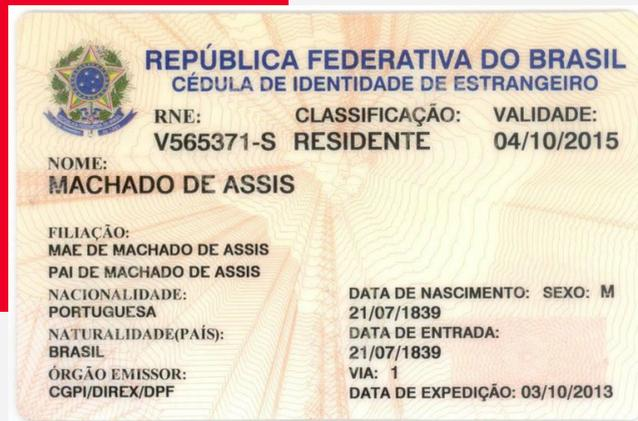 REPÚBLICA FEDERATIVA DO BRASIL
CÉDULA DE IDENTIDADE DE ESTRANGEIRO
RNE: CLASSIFICAÇÃO: VALIDADE:
V565371-S RESIDENTE 04/10/2015
NOME:
MACHADO DE ASSIS
FILIAÇÃO:
MAE DE MACHADO DE ASSIS
PAI DE MACHADO DE ASSIS
NACIONALIDADE:
PORTUGUESA
NATURALIDADE(PAÍS):
BRASIL
ÓRGÃO EMISSOR:
CGPI/DIREX/DPF
DATA DE NASCIMENTO: SEXO: M
21/07/1839
DATA DE ENTRADA:
21/07/1839
VIA: 1
DATA DE EXPEDIÇÃO: 03/10/2013